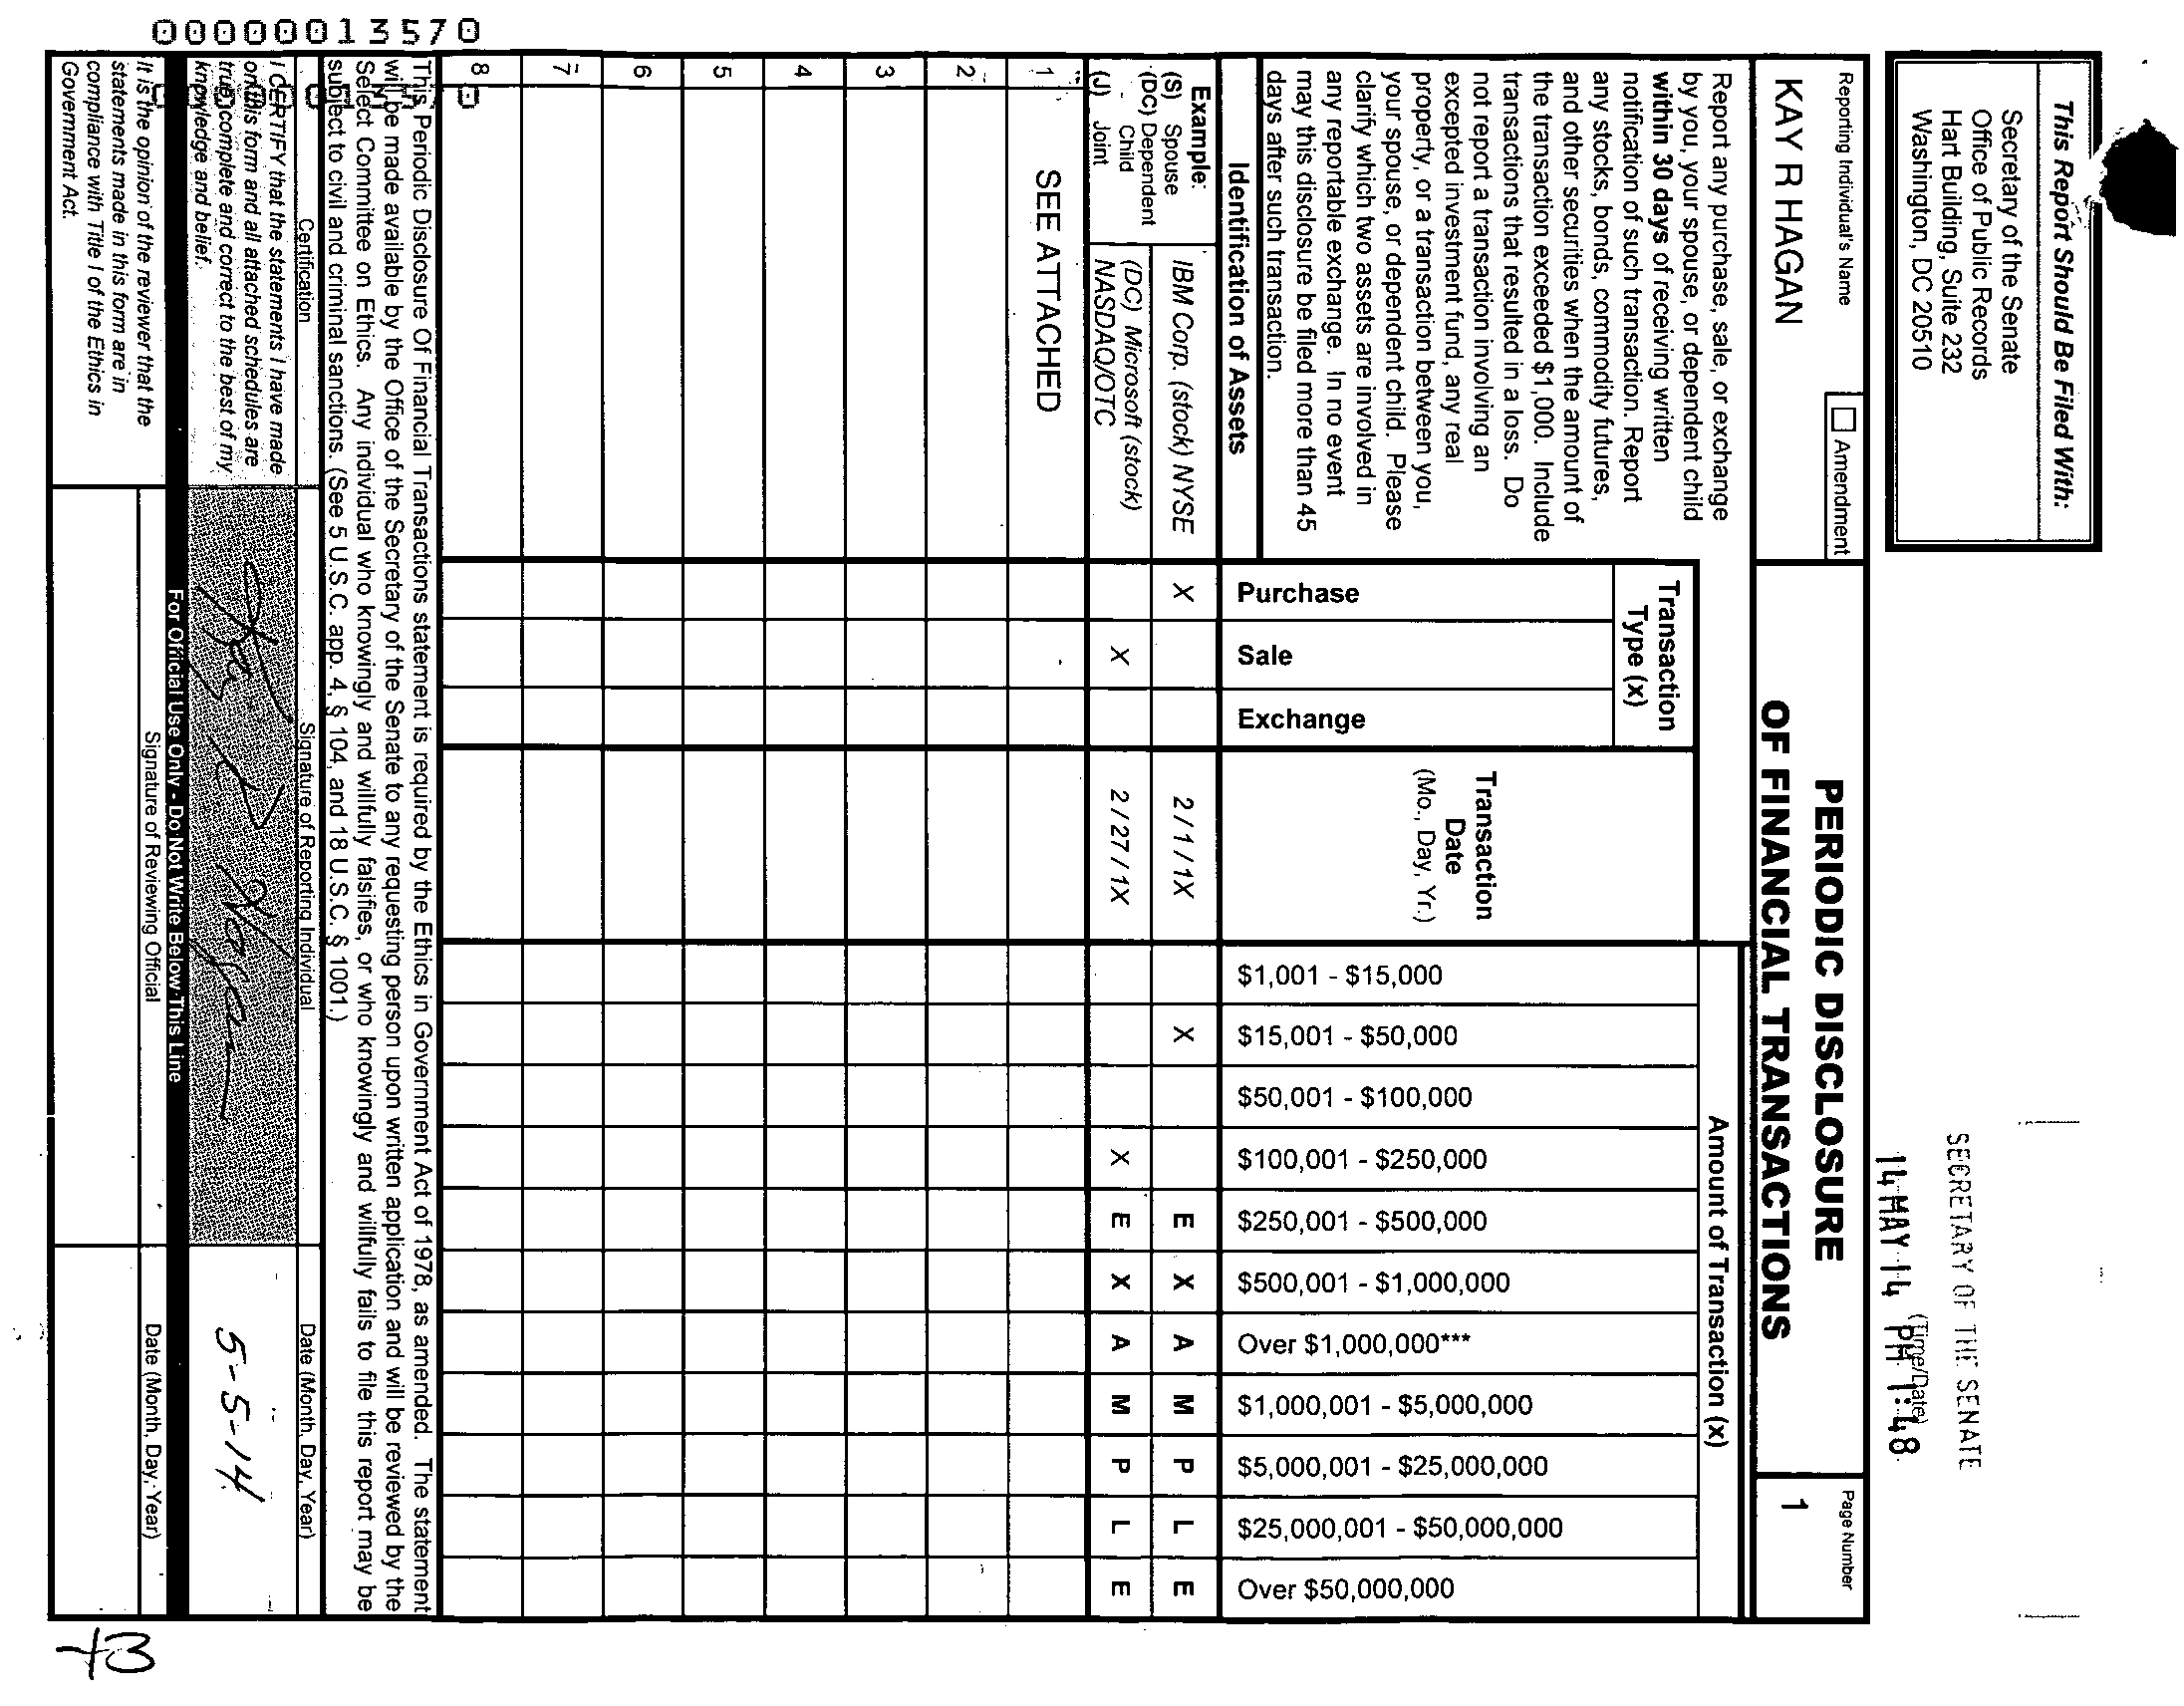 This Report Should Be Filed With:
Secretary of the Senate
Office of Public Records
Hart Building, Suite 232
Washington, DC 20510
SECRETARY OF THE SENATE
(Time/Date)
14 MAY 14 PM 1:48
Reporting Individual's Name
Amendment
KAY R HAGAN
PERIODIC DISCLOSURE
OF FINANCIAL TRANSACTIONS
Page Number
1
Report any purchase, sale, or exchange
by you, your spouse, or dependent child
within 30 days of receiving written
notification of such transaction. Report
any stocks, bonds, commodity futures,
and other securities when the amount of
the transaction exceeded $1,000. Include
transactions that resulted in a loss. Do
not report a transaction involving an
excepted investment fund, any real
property, or a transaction between you,
your spouse, or dependent child. Please
clarify which two assets are involved in
any reportable exchange. In no event
may this disclosure be filed more than 45
days after such transaction.
Transaction
Type (x)
Amount of Transaction (x)
Identification of Assets
Purchase
Sale
Exchange
Transaction
Date
(Mo., Day, Yr.)
$1,001 - $15,000
$15,001 - $50,000
$50,001 - $100,000
$100,001 - $250,000
$250,001 - $500,000
$500,001 - $1,000,000
Over $1,000,000***
$1,000,001 - $5,000,000
$5,000,001 - $25,000,000
$25,000,001 - $50,000,000
Over $50,000,000
Example:
(S) Spouse
(DC) Dependent
Child
(J) Joint
IBM Corp. (stock) NYSE X 2 / 1 / 1X X E X A M P L E
(DC) Microsoft (stock)
NASDAQ/OTC X 2 / 27 / 1X X E X A M P L E
1 SEE ATTACHED
2
3
4
5
6
7
8
This Periodic Disclosure Of Financial Transactions statement is required by the Ethics in Government Act of 1978, as amended. The statement
will be made available by the Office of the Secretary of the Senate to any requesting person upon written application and will be reviewed by the
Select Committee on Ethics. Any individual who knowingly and willfully falsifies, or who knowingly and willfully fails to file this report may be
subject to civil and criminal sanctions. (See 5 U.S.C. app. 4, § 104, and 18 U.S.C. § 1001.)
Certification
Signature of Reporting Individual
Date (Month, Day, Year)
I CERTIFY that the statements I have made
on this form and all attached schedules are
true, complete and correct to the best of my
knowledge and belief.
Kay R Hagan
5-5-14
For Official Use Only - Do Not Write Below This Line
It is the opinion of the reviewer that the
statements made in this form are in
compliance with Title I of the Ethics in
Government Act.
Signature of Reviewing Official
Date (Month, Day, Year)
00000013570